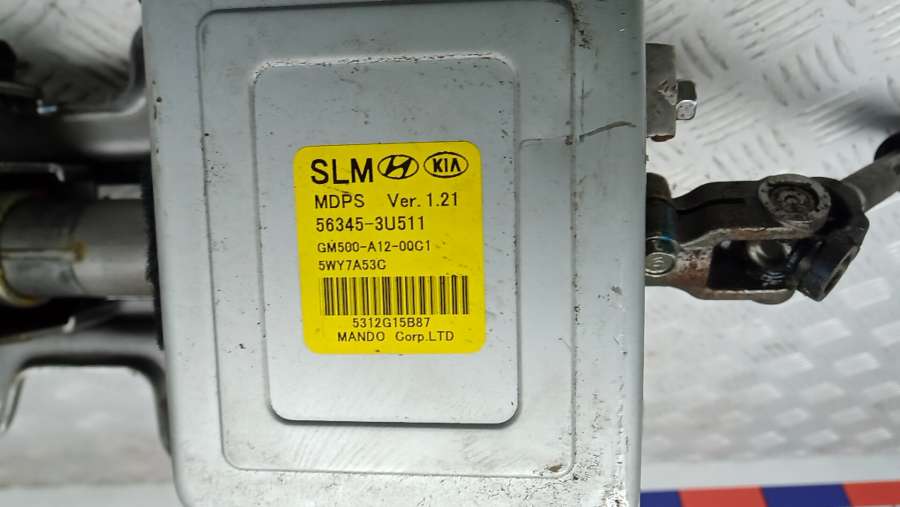 SLM KIA
MDPS Ver. 1.21
56345-3U511
GM500-A12-00C1
5WY7A53C
5312G15B87
MANDO Corp.LTD